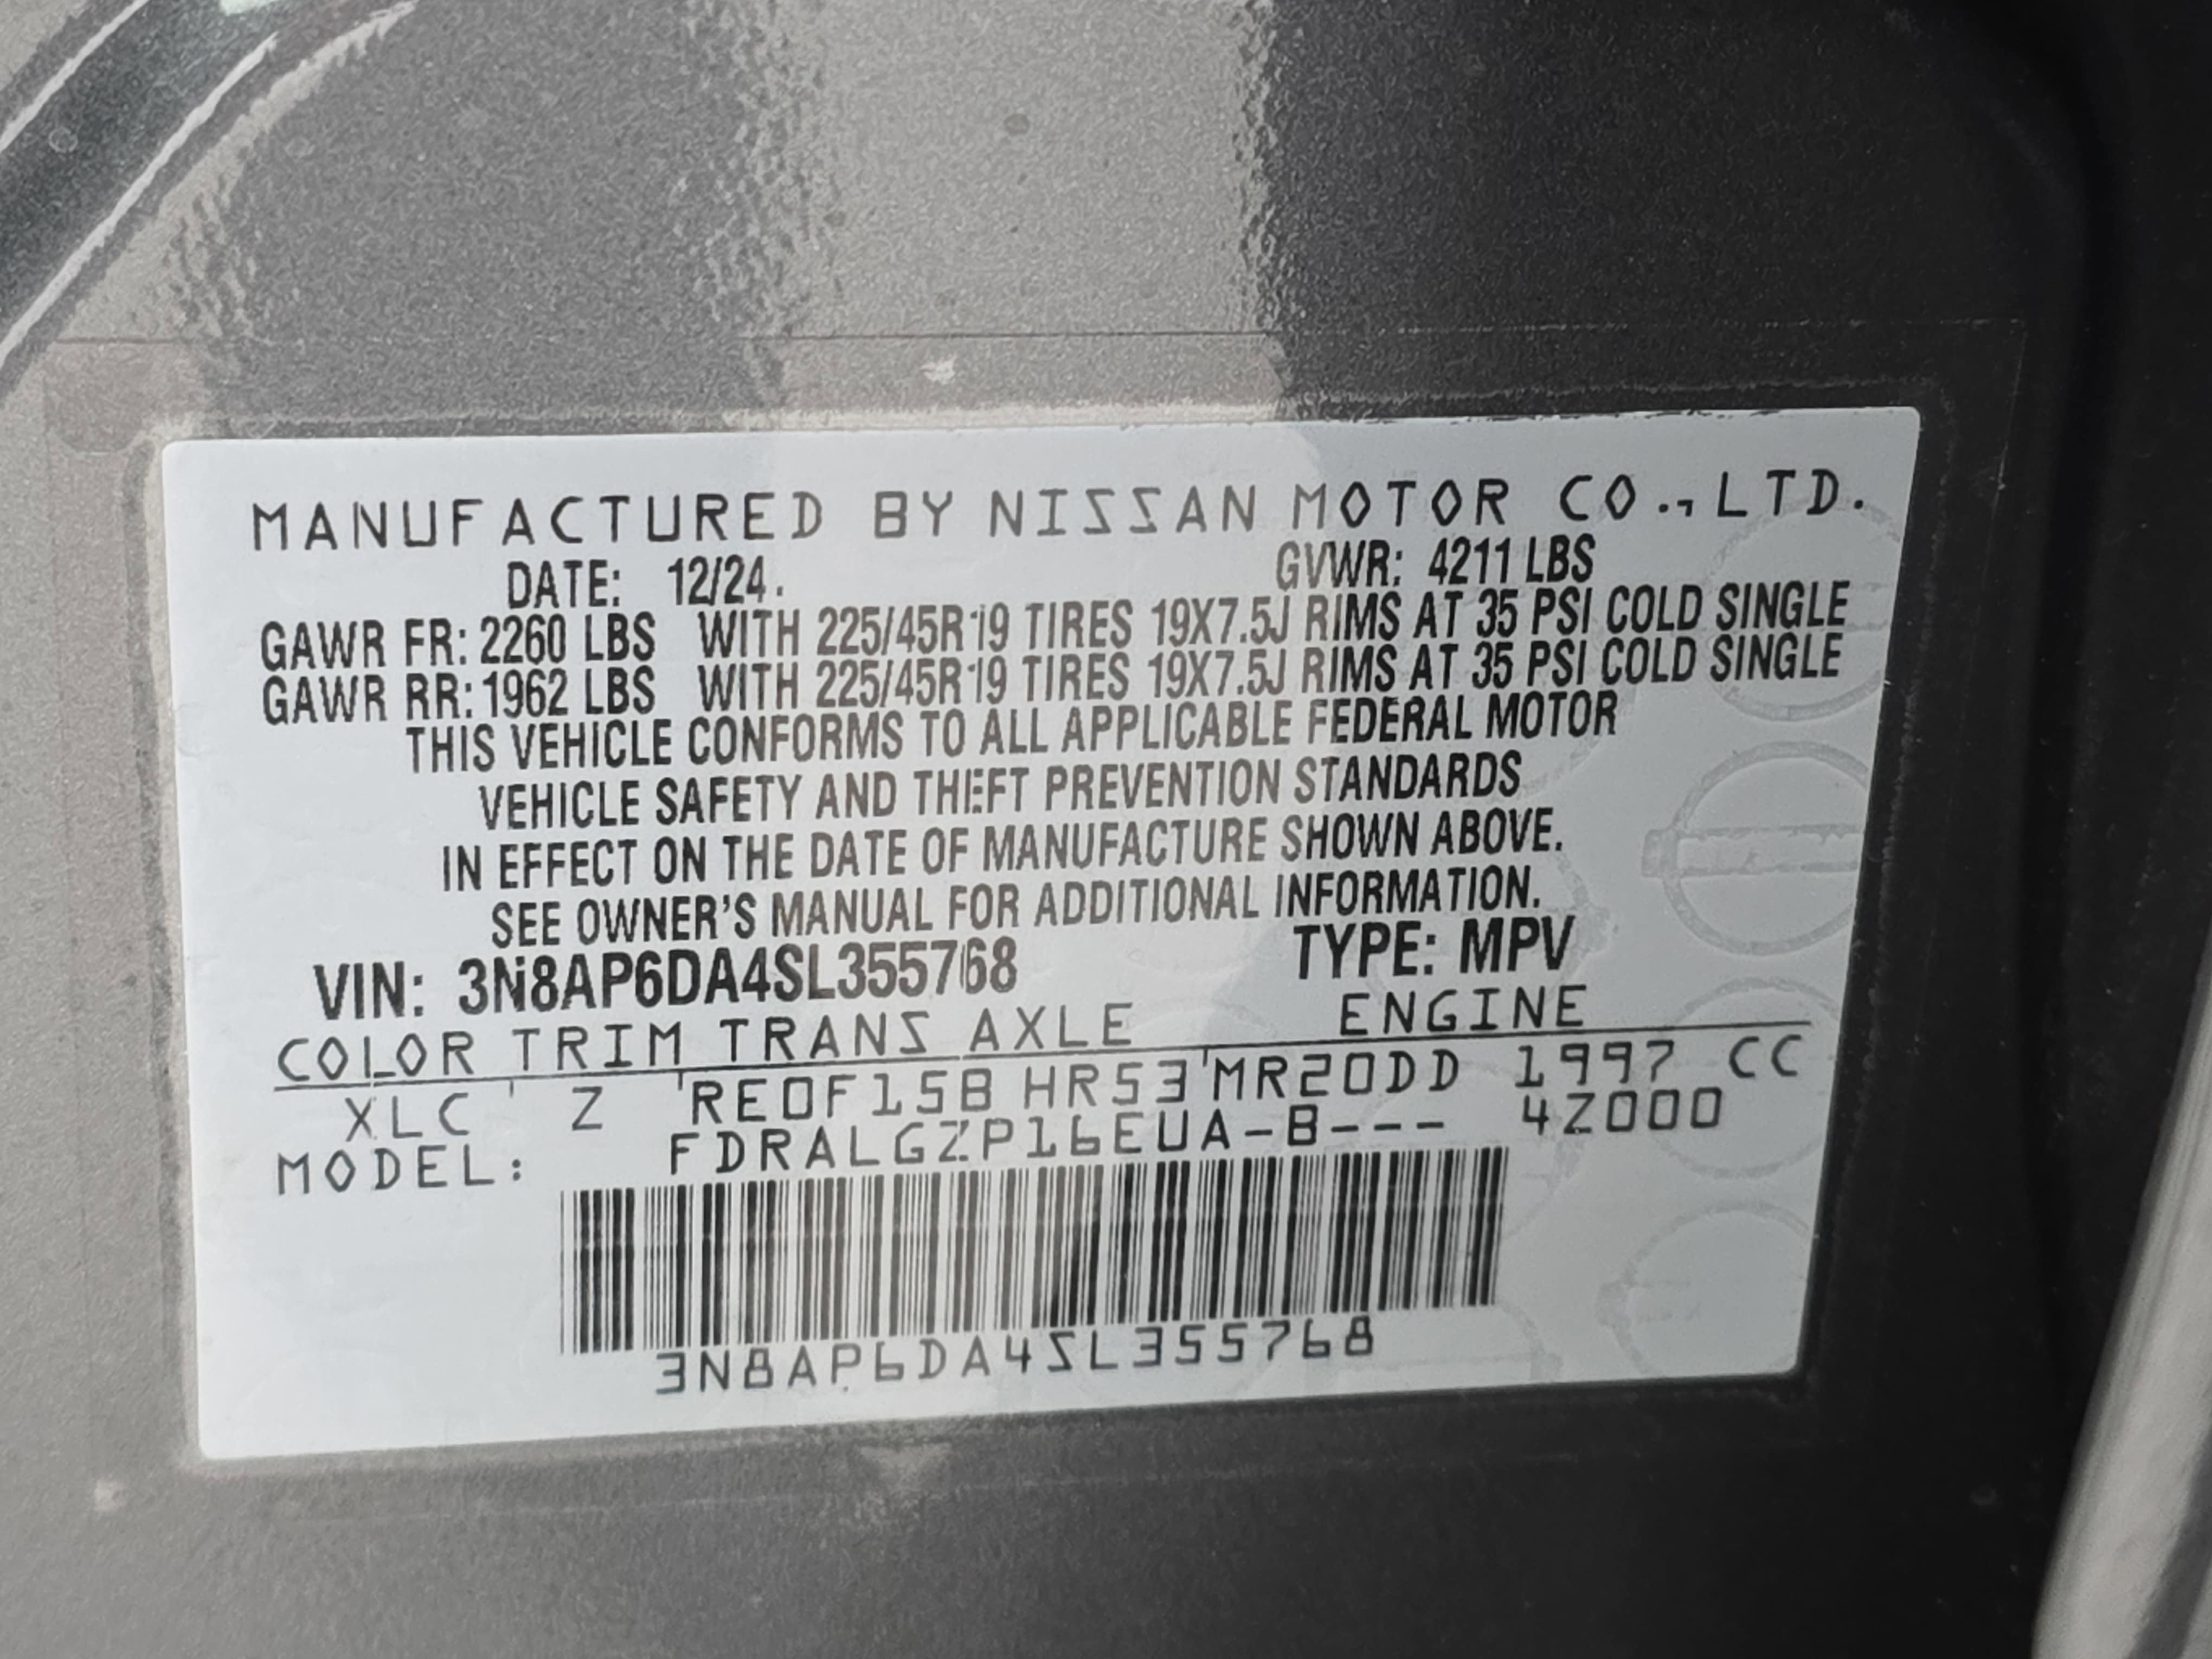 MANUFACTURED BY NISSAN MOTOR CO., LTD.
DATE: 12/24. GVWR: 4211 LBS
GAWR FR: 2260 LBS WITH 225/45R19 TIRES 19X7.5J RIMS AT 35 PSI COLD SINGLE
GAWR RR: 1962 LBS WITH 225/45R19 TIRES 19X7.5J RIMS AT 35 PSI COLD SINGLE
THIS VEHICLE CONFORMS TO ALL APPLICABLE FEDERAL MOTOR
VEHICLE SAFETY AND THEFT PREVENTION STANDARDS
IN EFFECT ON THE DATE OF MANUFACTURE SHOWN ABOVE.
SEE OWNER'S MANUAL FOR ADDITIONAL INFORMATION.
VIN: 3N8AP6DA4SL355768 TYPE: MPV
COLOR TRIM TRANS AXLE ENGINE
XLC Z RE0F15B HR53 MR20DD 1997 CC
MODEL: FDRALGZP16EUA-B--- 4Z000
3N8AP6DA4SL355768